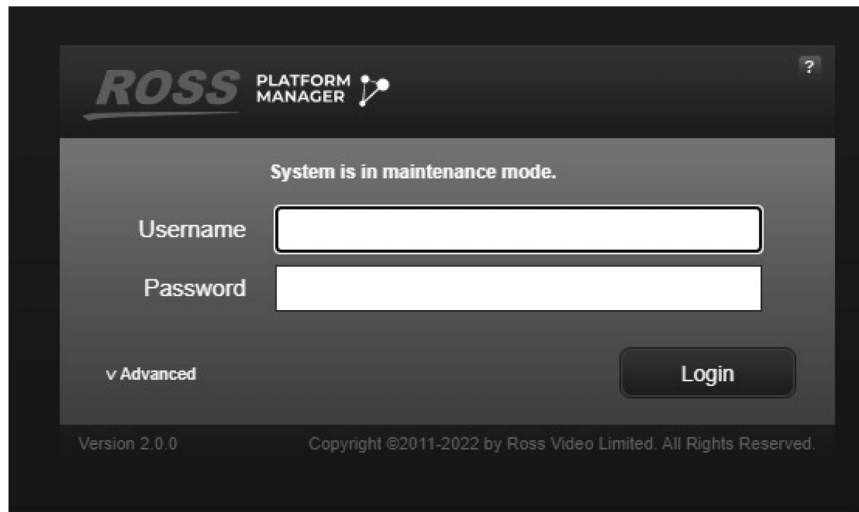 ROSS PLATFORM MANAGER
?
System is in maintenance mode.
Username
Password
v Advanced
Login
Version 2.0.0
Copyright ©2011-2022 by Ross Video Limited. All Rights Reserved.